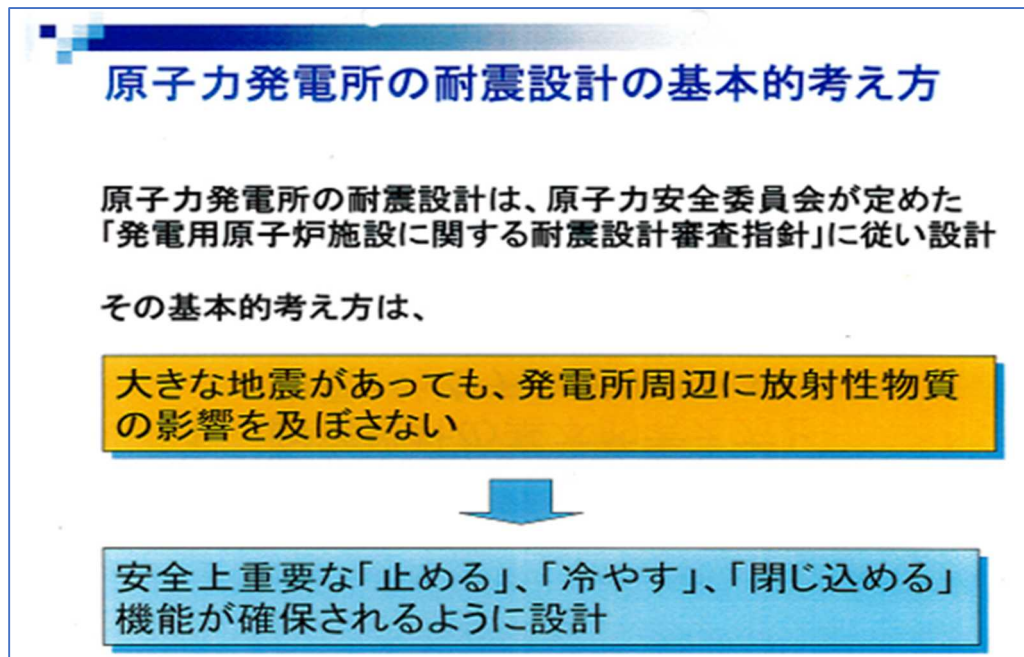 原子力発電所の耐震設計の基本的考え方
原子力発電所の耐震設計は、原子力安全委員会が定めた
「発電用原子炉施設に関する耐震設計審査指針」に従い設計
その基本的考え方は、
大きな地震があっても、発電所周辺に放射性物質
の影響を及ぼさない
安全上重要な「止める」、「冷やす」、「閉じ込める」
機能が確保されるように設計